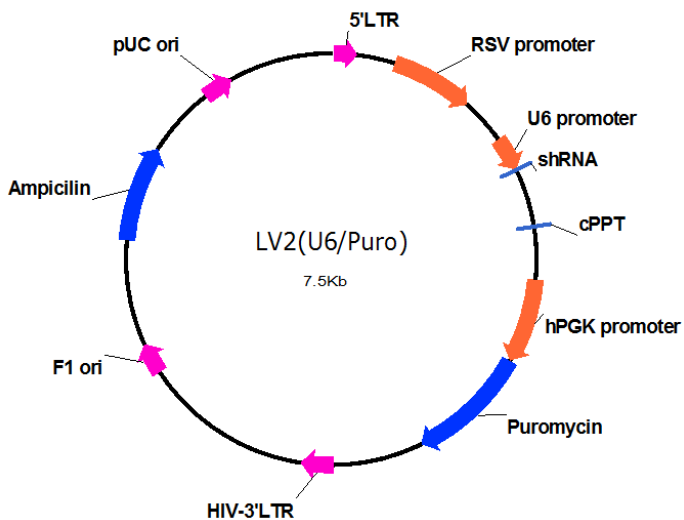 5'LTR
pUC ori
RSV promoter
U6 promoter
shRNA
Ampicilin
cPPT
LV2(U6/Puro)
7.5Kb
hPGK promoter
F1 ori
Puromycin
HIV-3'LTR